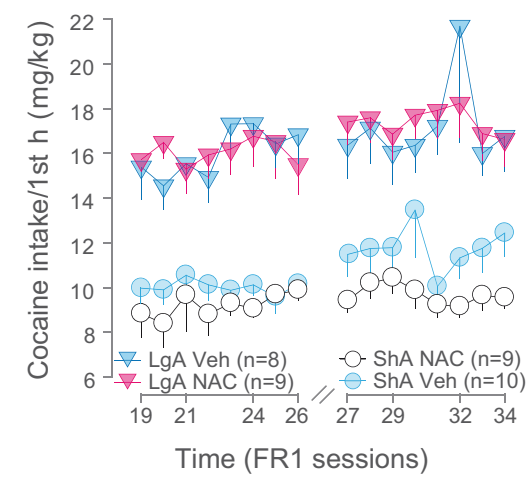 Cocaine intake/1st h (mg/kg)
22
20
18
16
14
12
10
8
6
LgA Veh (n=8)
LgA NAC (n=9)
ShA NAC (n=9)
ShA Veh (n=10)
19 21 24 26 27 29 32 34
Time (FR1 sessions)